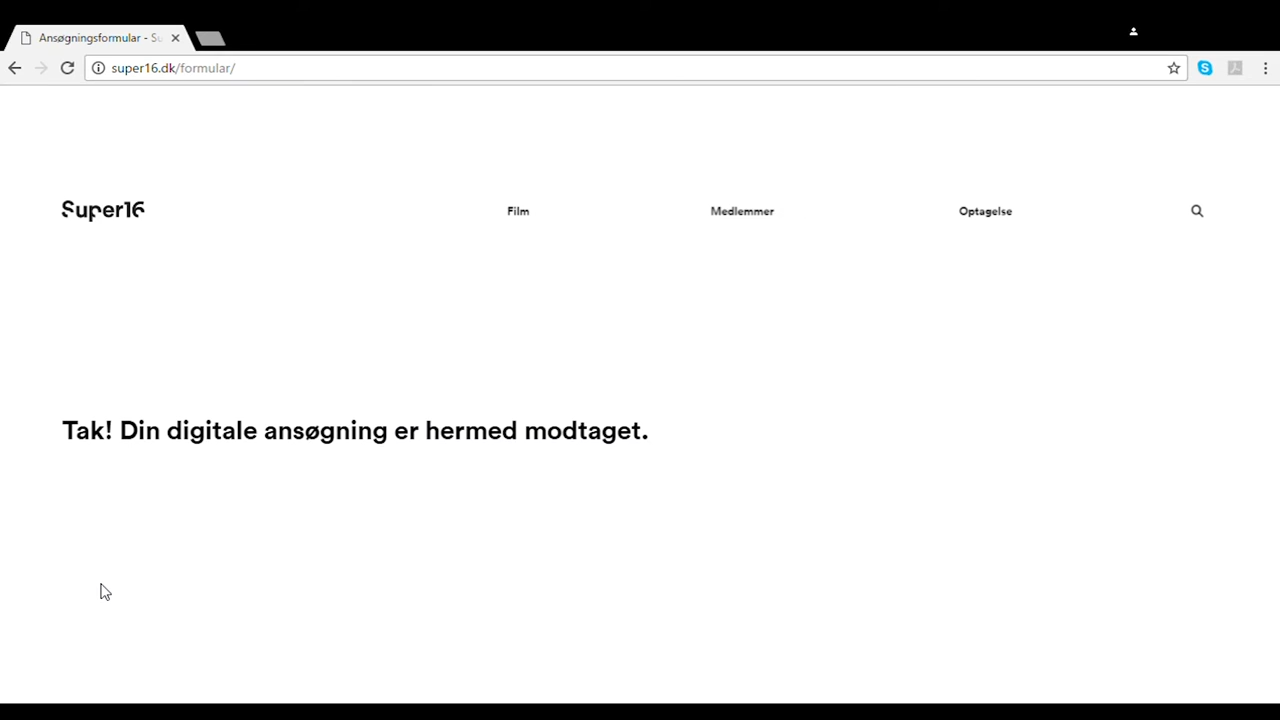 Ansøgningsformular - Su
super16.dk/formular/
Super16
Film
Medlemmer
Optagelse
Tak! Din digitale ansøgning er hermed modtaget.